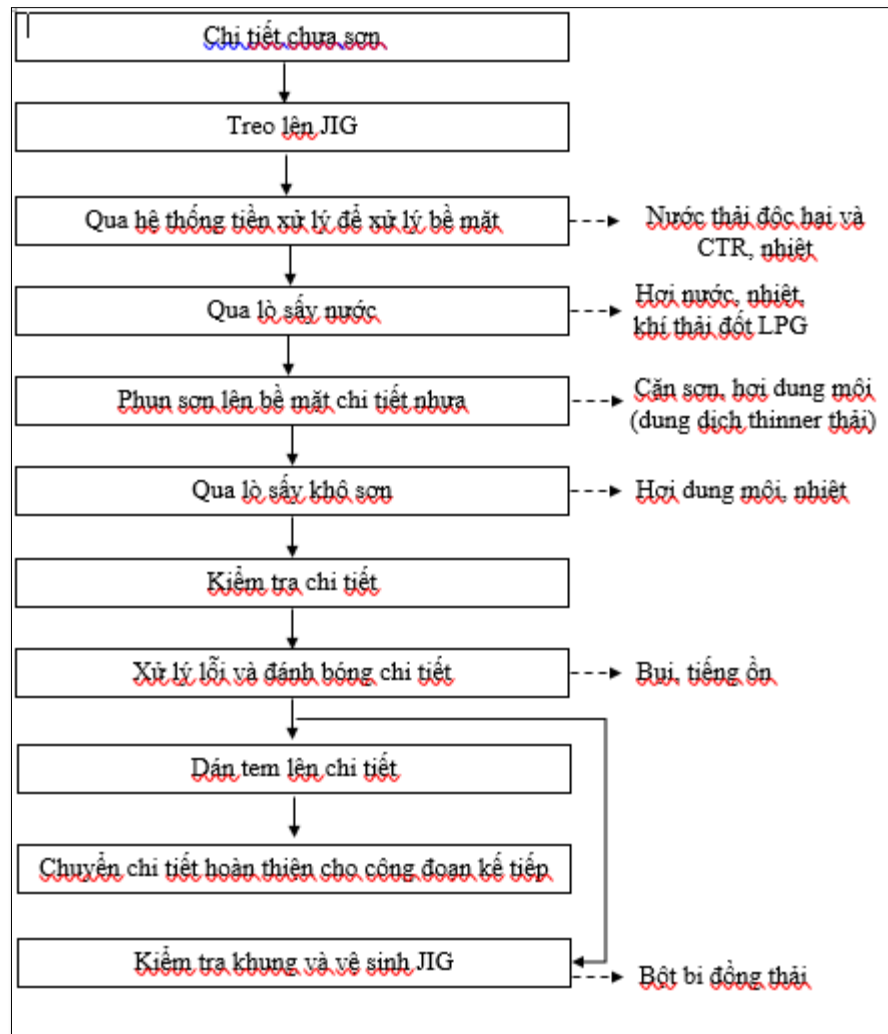 Chi tiết chưa sơn
Treo lên JIG
Qua hệ thống tiền xử lý để xử lý bề mặt
Nước thải độc hại và
CTR, nhiệt
Qua lò sấy nước
Hơi nước, nhiệt,
khí thải đốt LPG
Phun sơn lên bề mặt chi tiết nhựa
Cặn sơn, hơi dung môi
(dung dịch thinner thải)
Qua lò sấy khô sơn
Hơi dung môi, nhiệt
Kiểm tra chi tiết
Xử lý lỗi và đánh bóng chi tiết
Bụi, tiếng ồn
Dán tem lên chi tiết
Chuyển chi tiết hoàn thiện cho công đoạn kế tiếp
Kiểm tra khung và vệ sinh JIG
Bột bi đồng thải